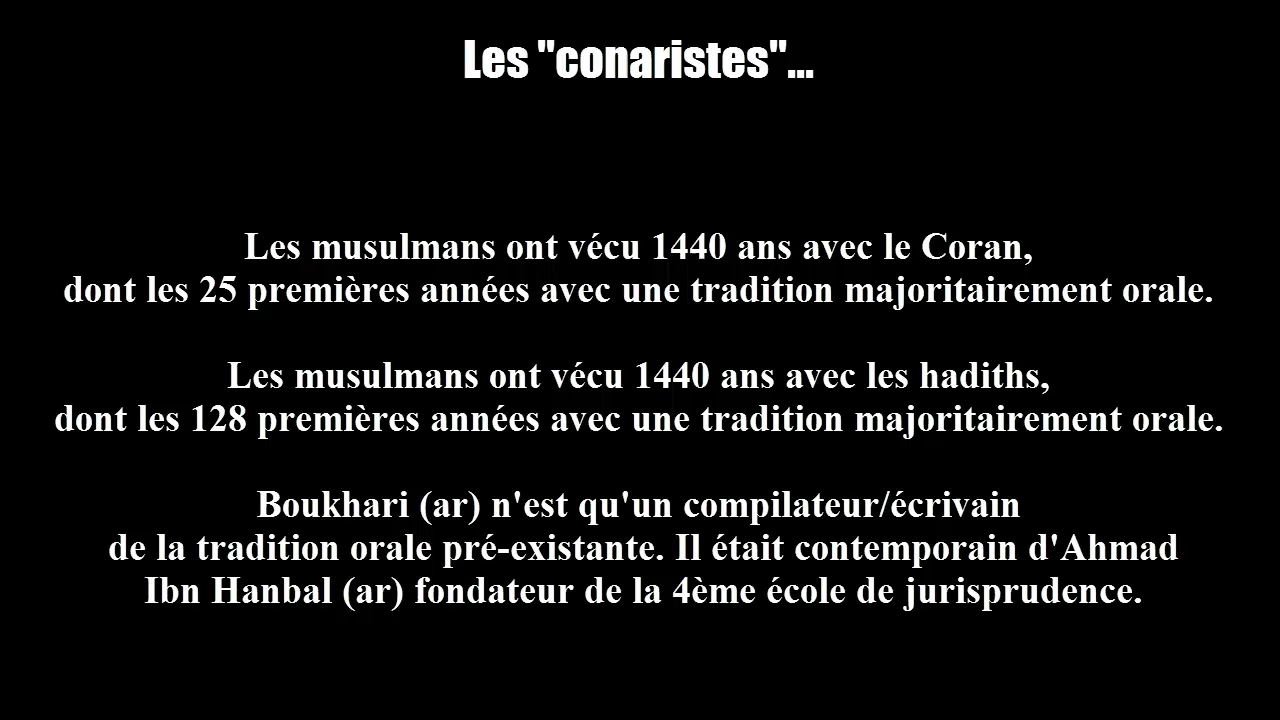 Les "conaristes"...
Les musulmans ont vécu 1440 ans avec le Coran,
dont les 25 premières années avec une tradition majoritairement orale.
Les musulmans ont vécu 1440 ans avec les hadiths,
dont les 128 premières années avec une tradition majoritairement orale.
Boukhari (ar) n'est qu'un compilateur/écrivain
de la tradition orale pré-existante. Il était contemporain d'Ahmad
Ibn Hanbal (ar) fondateur de la 4ème école de jurisprudence.